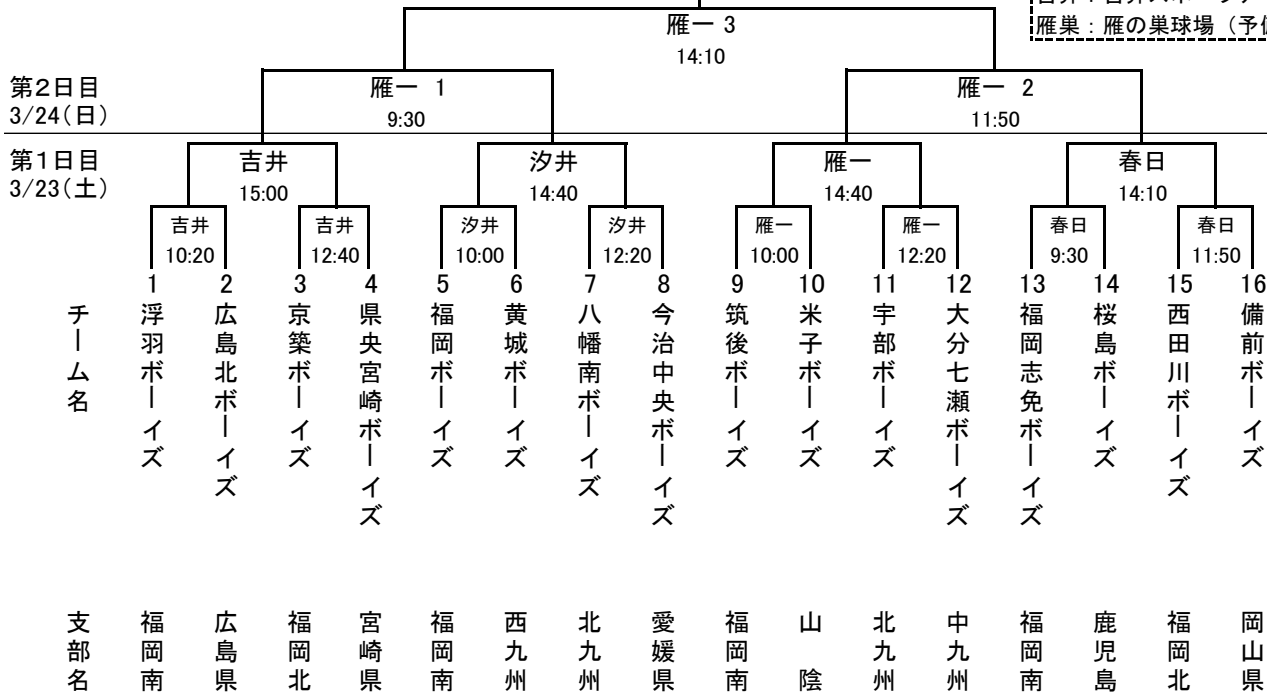 吉井：吉井スポーツ
雁巣：雁の巣球場（予備
雁一 3
14:10
第2日目
3/24(日)
雁一 1
9:30
雁一 2
11:50
第1日目
3/23(土)
吉井
15:00
汐井
14:40
雁一
14:40
春日
14:10
吉井
10:20
吉井
12:40
汐井
10:00
汐井
12:20
雁一
10:00
雁一
12:20
春日
9:30
春日
11:50
1 2 3 4 5 6 7 8 9 10 11 12 13 14 15 16
チーム名
浮羽ボーイズ
広島北ボーイズ
京築ボーイズ
県央宮崎ボーイズ
福岡ボーイズ
黄城ボーイズ
八幡南ボーイズ
今治中央ボーイズ
筑後ボーイズ
米子ボーイズ
宇部ボーイズ
大分七瀬ボーイズ
福岡志免ボーイズ
桜島ボーイズ
西田川ボーイズ
備前ボーイズ
支部名
福岡南
広島県
福岡北
宮崎県
福岡南
西九州
北九州
愛媛県
福岡南
山陰
北九州
中九州
福岡南
鹿児島
福岡北
岡山県